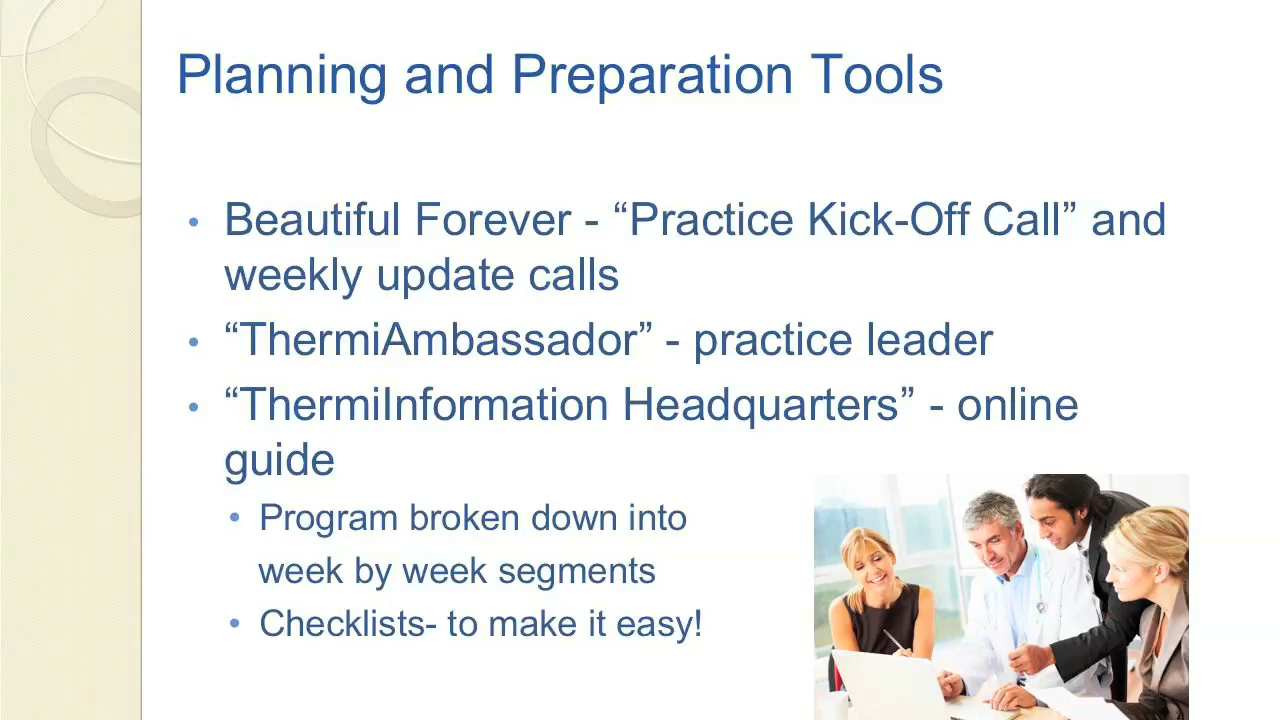 Planning and Preparation Tools
• Beautiful Forever - “Practice Kick-Off Call” and
weekly update calls
• “ThermiAmbassador” - practice leader
• “ThermiInformation Headquarters” - online
guide
• Program broken down into
week by week segments
• Checklists- to make it easy!